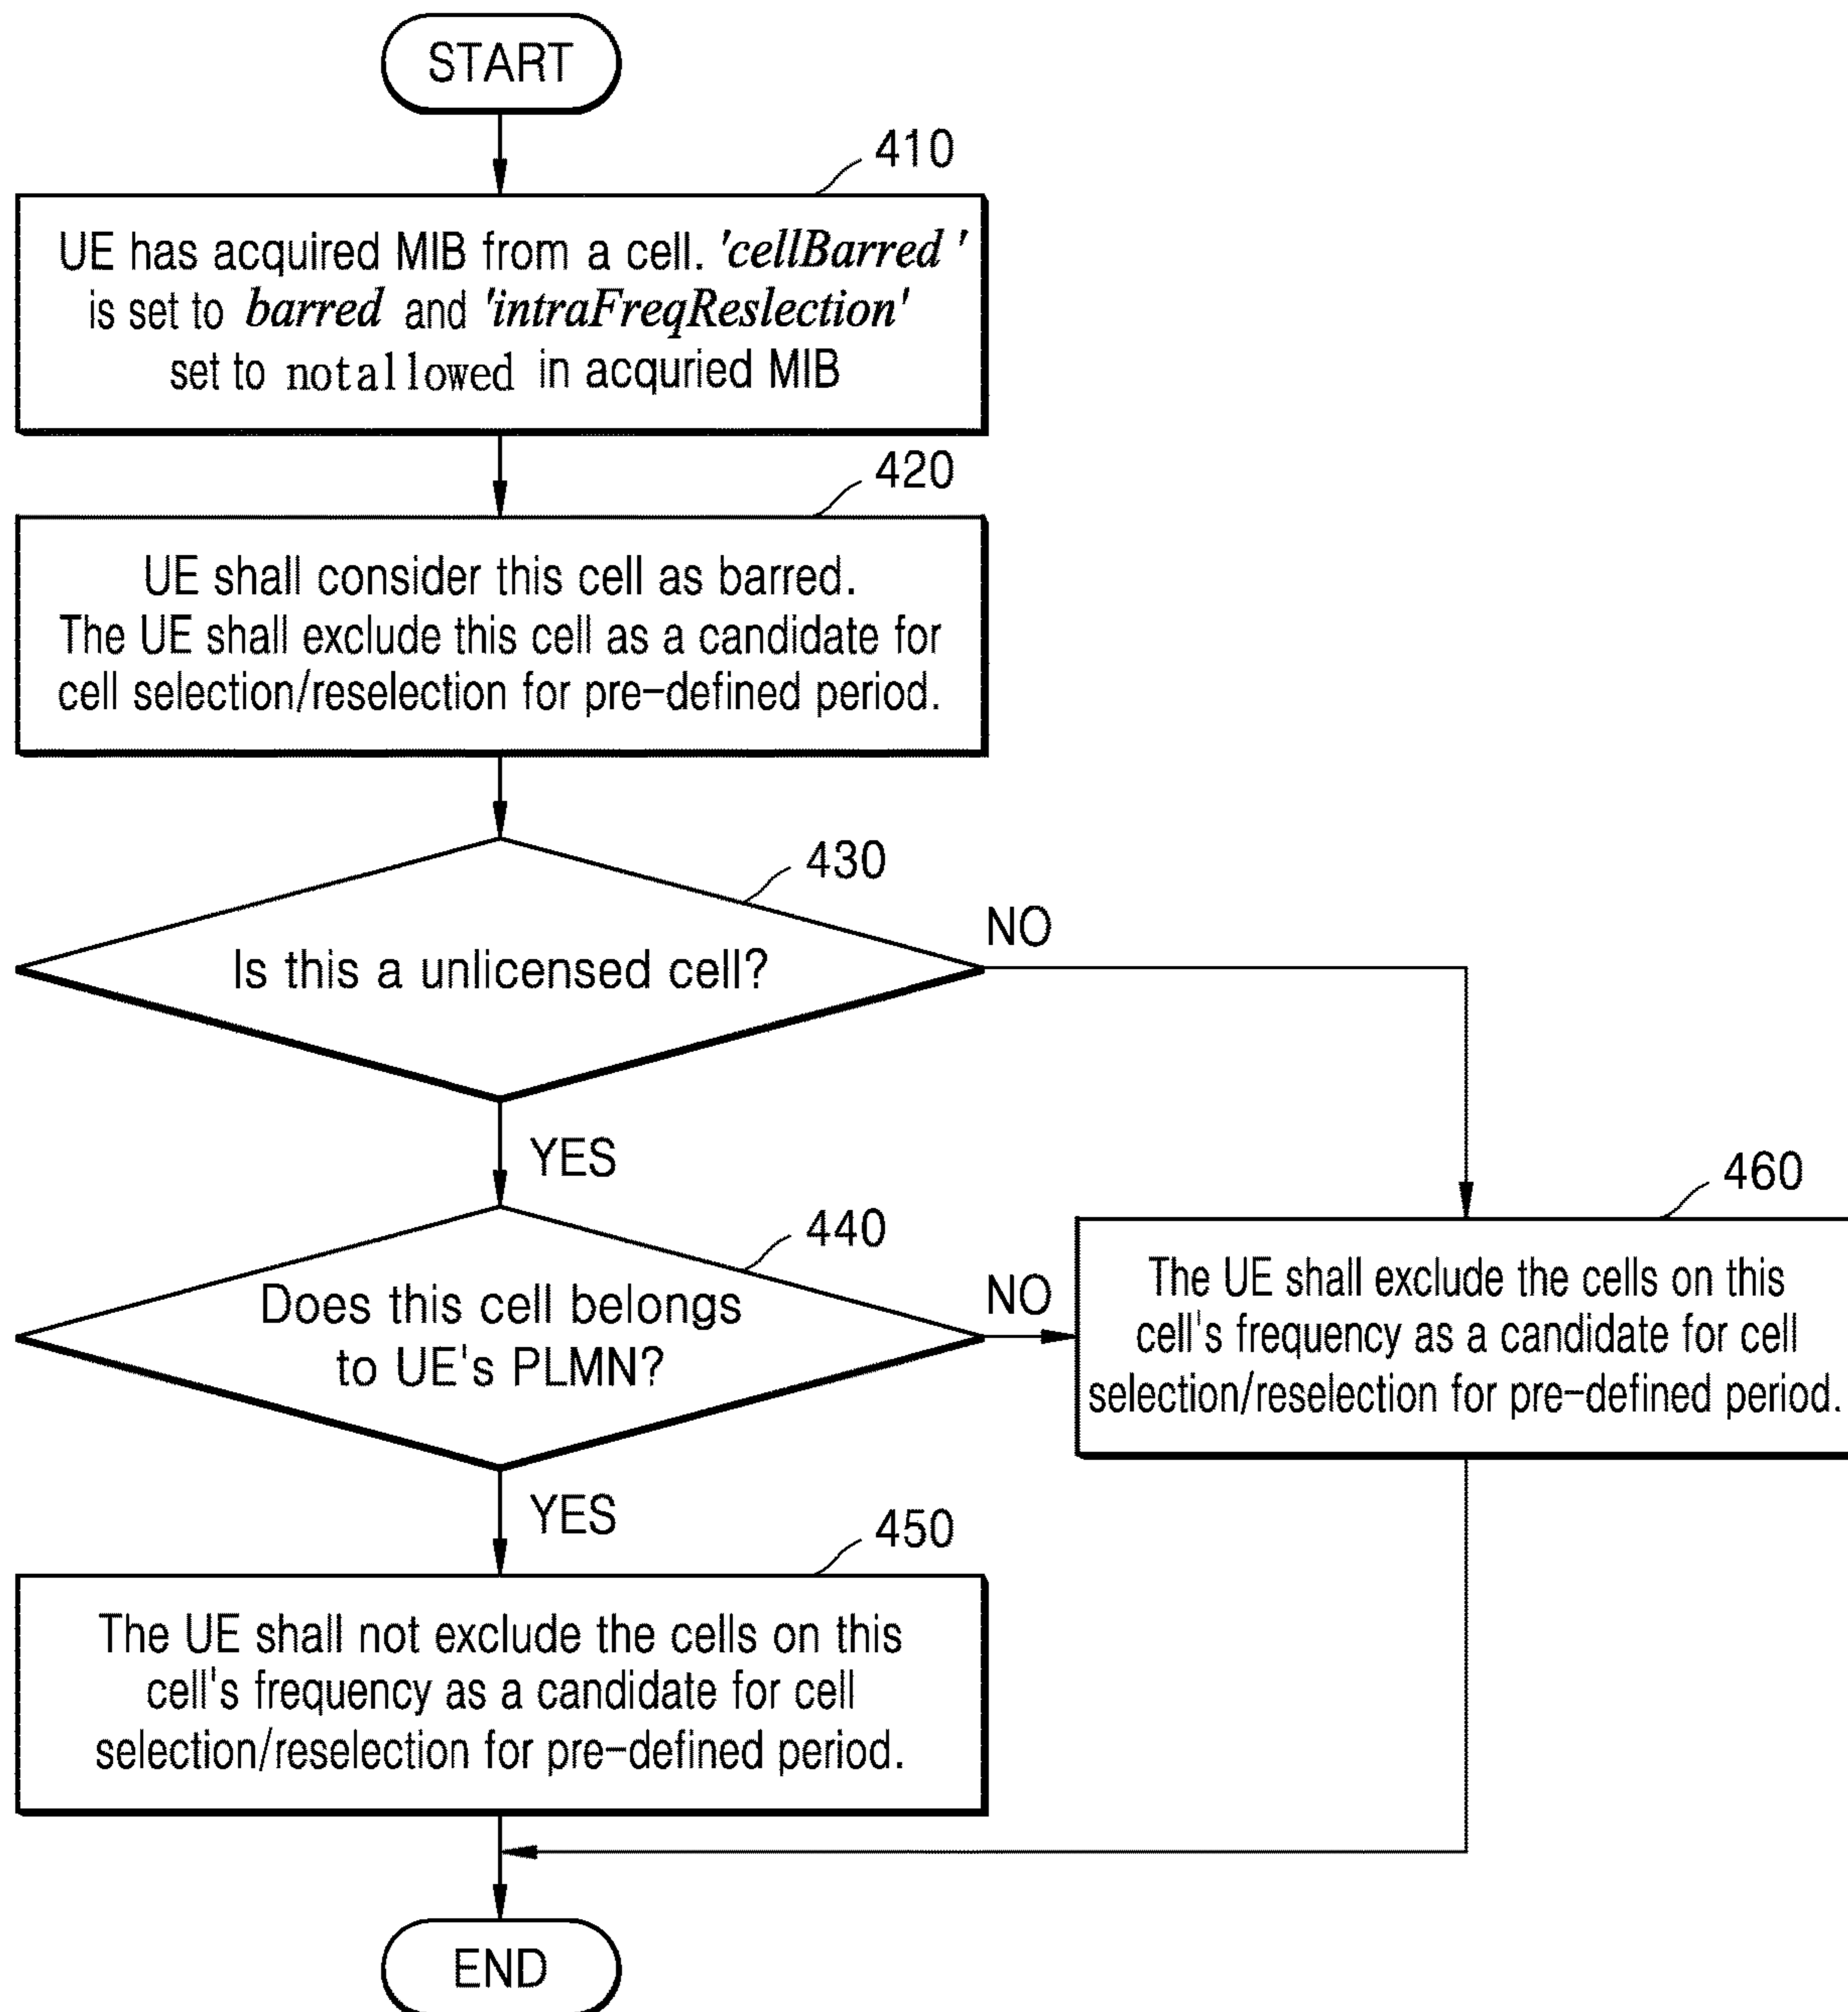 START
410
UE has acquired MIB from a cell. 'cellBarred '
is set to barred and 'intraFreqReslection'
set to notallowed in acquried MIB
420
UE shall consider this cell as barred.
The UE shall exclude this cell as a candidate for
cell selection/reselection for pre-defined period.
430
Is this a unlicensed cell?
NO
YES
440
Does this cell belongs
to UE's PLMN?
NO
460
The UE shall exclude the cells on this
cell's frequency as a candidate for cell
selection/reselection for pre-defined period.
YES
450
The UE shall not exclude the cells on this
cell's frequency as a candidate for cell
selection/reselection for pre-defined period.
END